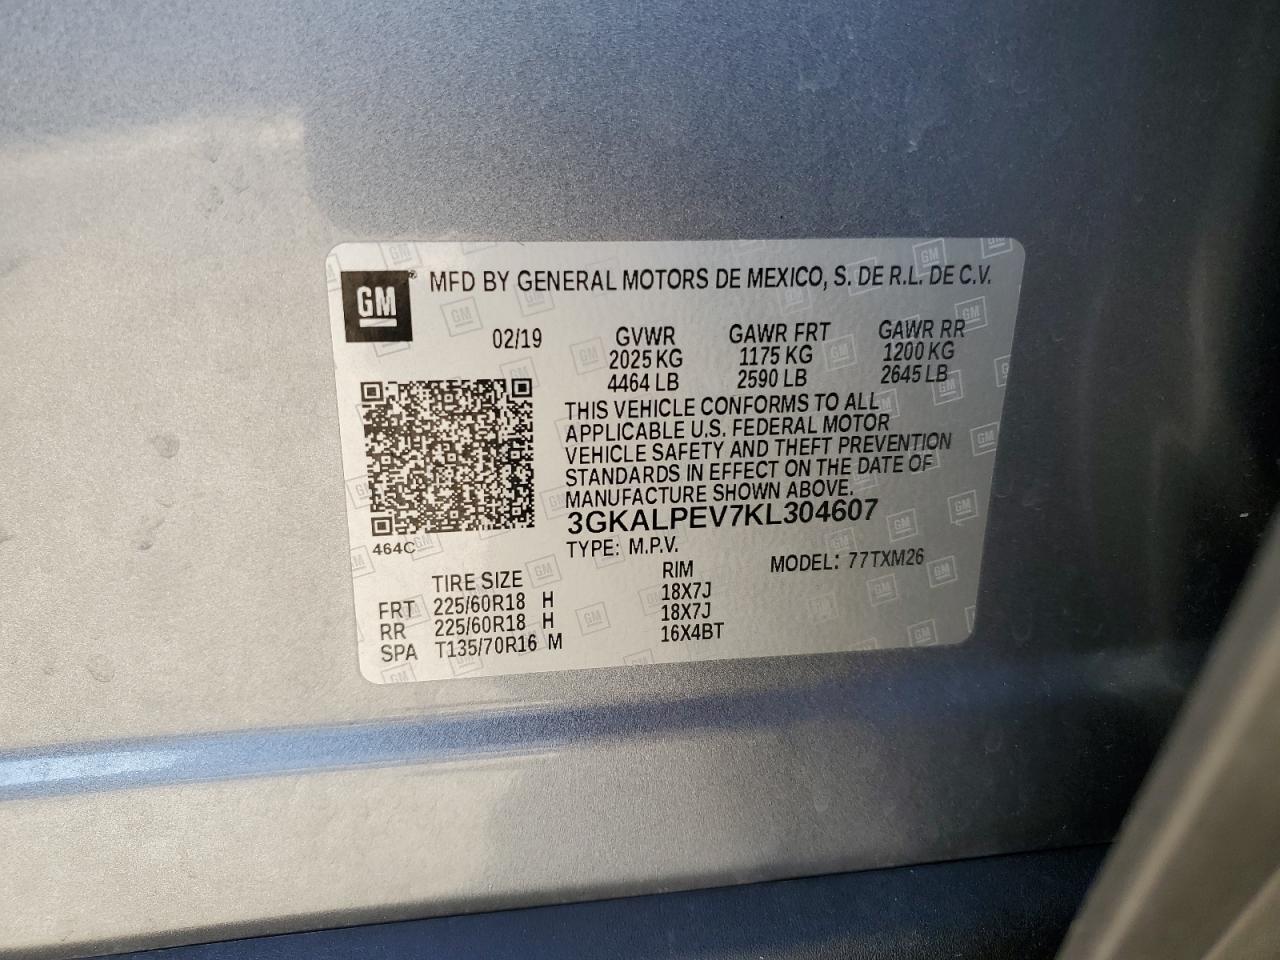 GM® MFD BY GENERAL MOTORS DE MEXICO, S. DE R.L. DE C.V.
02/19 GVWR GAWR FRT GAWR RR
2025 KG 1175 KG 1200 KG
4464 LB 2590 LB 2645 LB
THIS VEHICLE CONFORMS TO ALL
APPLICABLE U.S. FEDERAL MOTOR
VEHICLE SAFETY AND THEFT PREVENTION
STANDARDS IN EFFECT ON THE DATE OF
MANUFACTURE SHOWN ABOVE.
3GKALPEV7KL304607
464C TYPE: M.P.V. MODEL: 77TXM26
TIRE SIZE RIM
FRT 225/60R18 H 18X7J
RR 225/60R18 H 18X7J
SPA T135/70R16 M 16X4BT